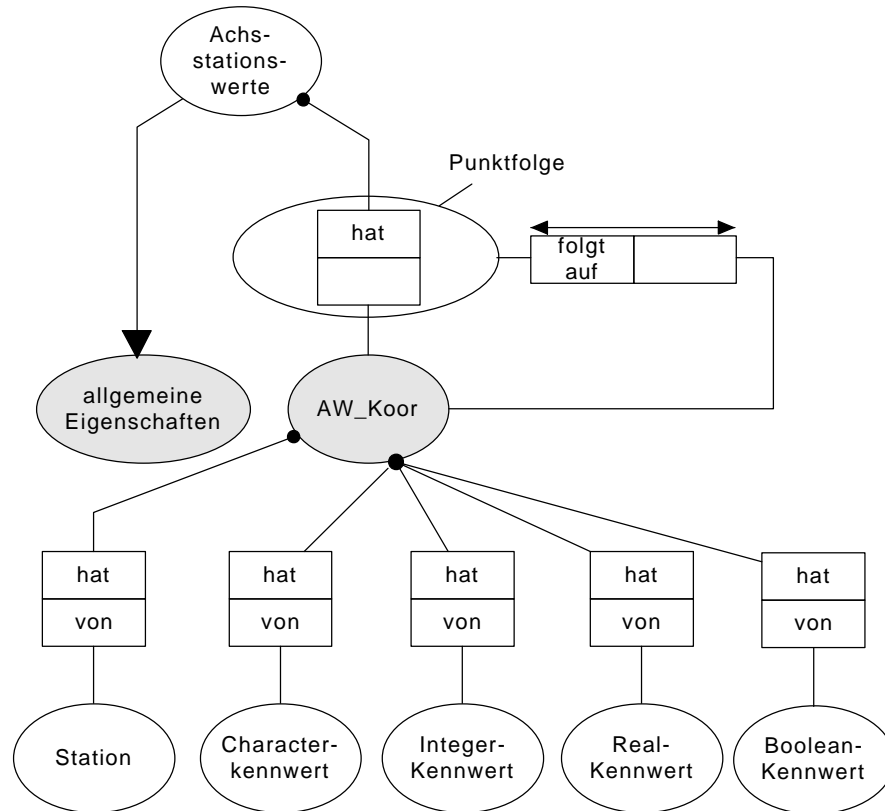 Achs-
stations-
werte
Punktfolge
hat
folgt
auf
allgemeine
Eigenschaften
AW_Koor
hat
hat
hat
hat
hat
von
von
von
von
von
Station
Character-
kennwert
Integer-
Kennwert
Real-
Kennwert
Boolean-
Kennwert